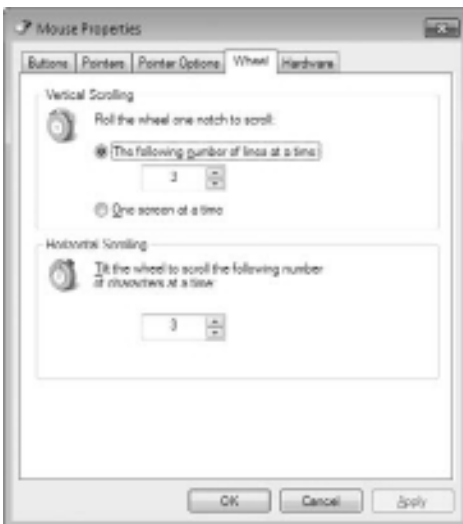 Mouse Properties
Buttons Pointers Pointer Options Wheel Hardware
Vertical Scrolling
Roll the wheel one notch to scroll:
The following number of lines at a time:
3
One screen at a time
Horizontal Scrolling
Tilt the wheel to scroll the following number
of characters at a time:
3
OK Cancel Apply